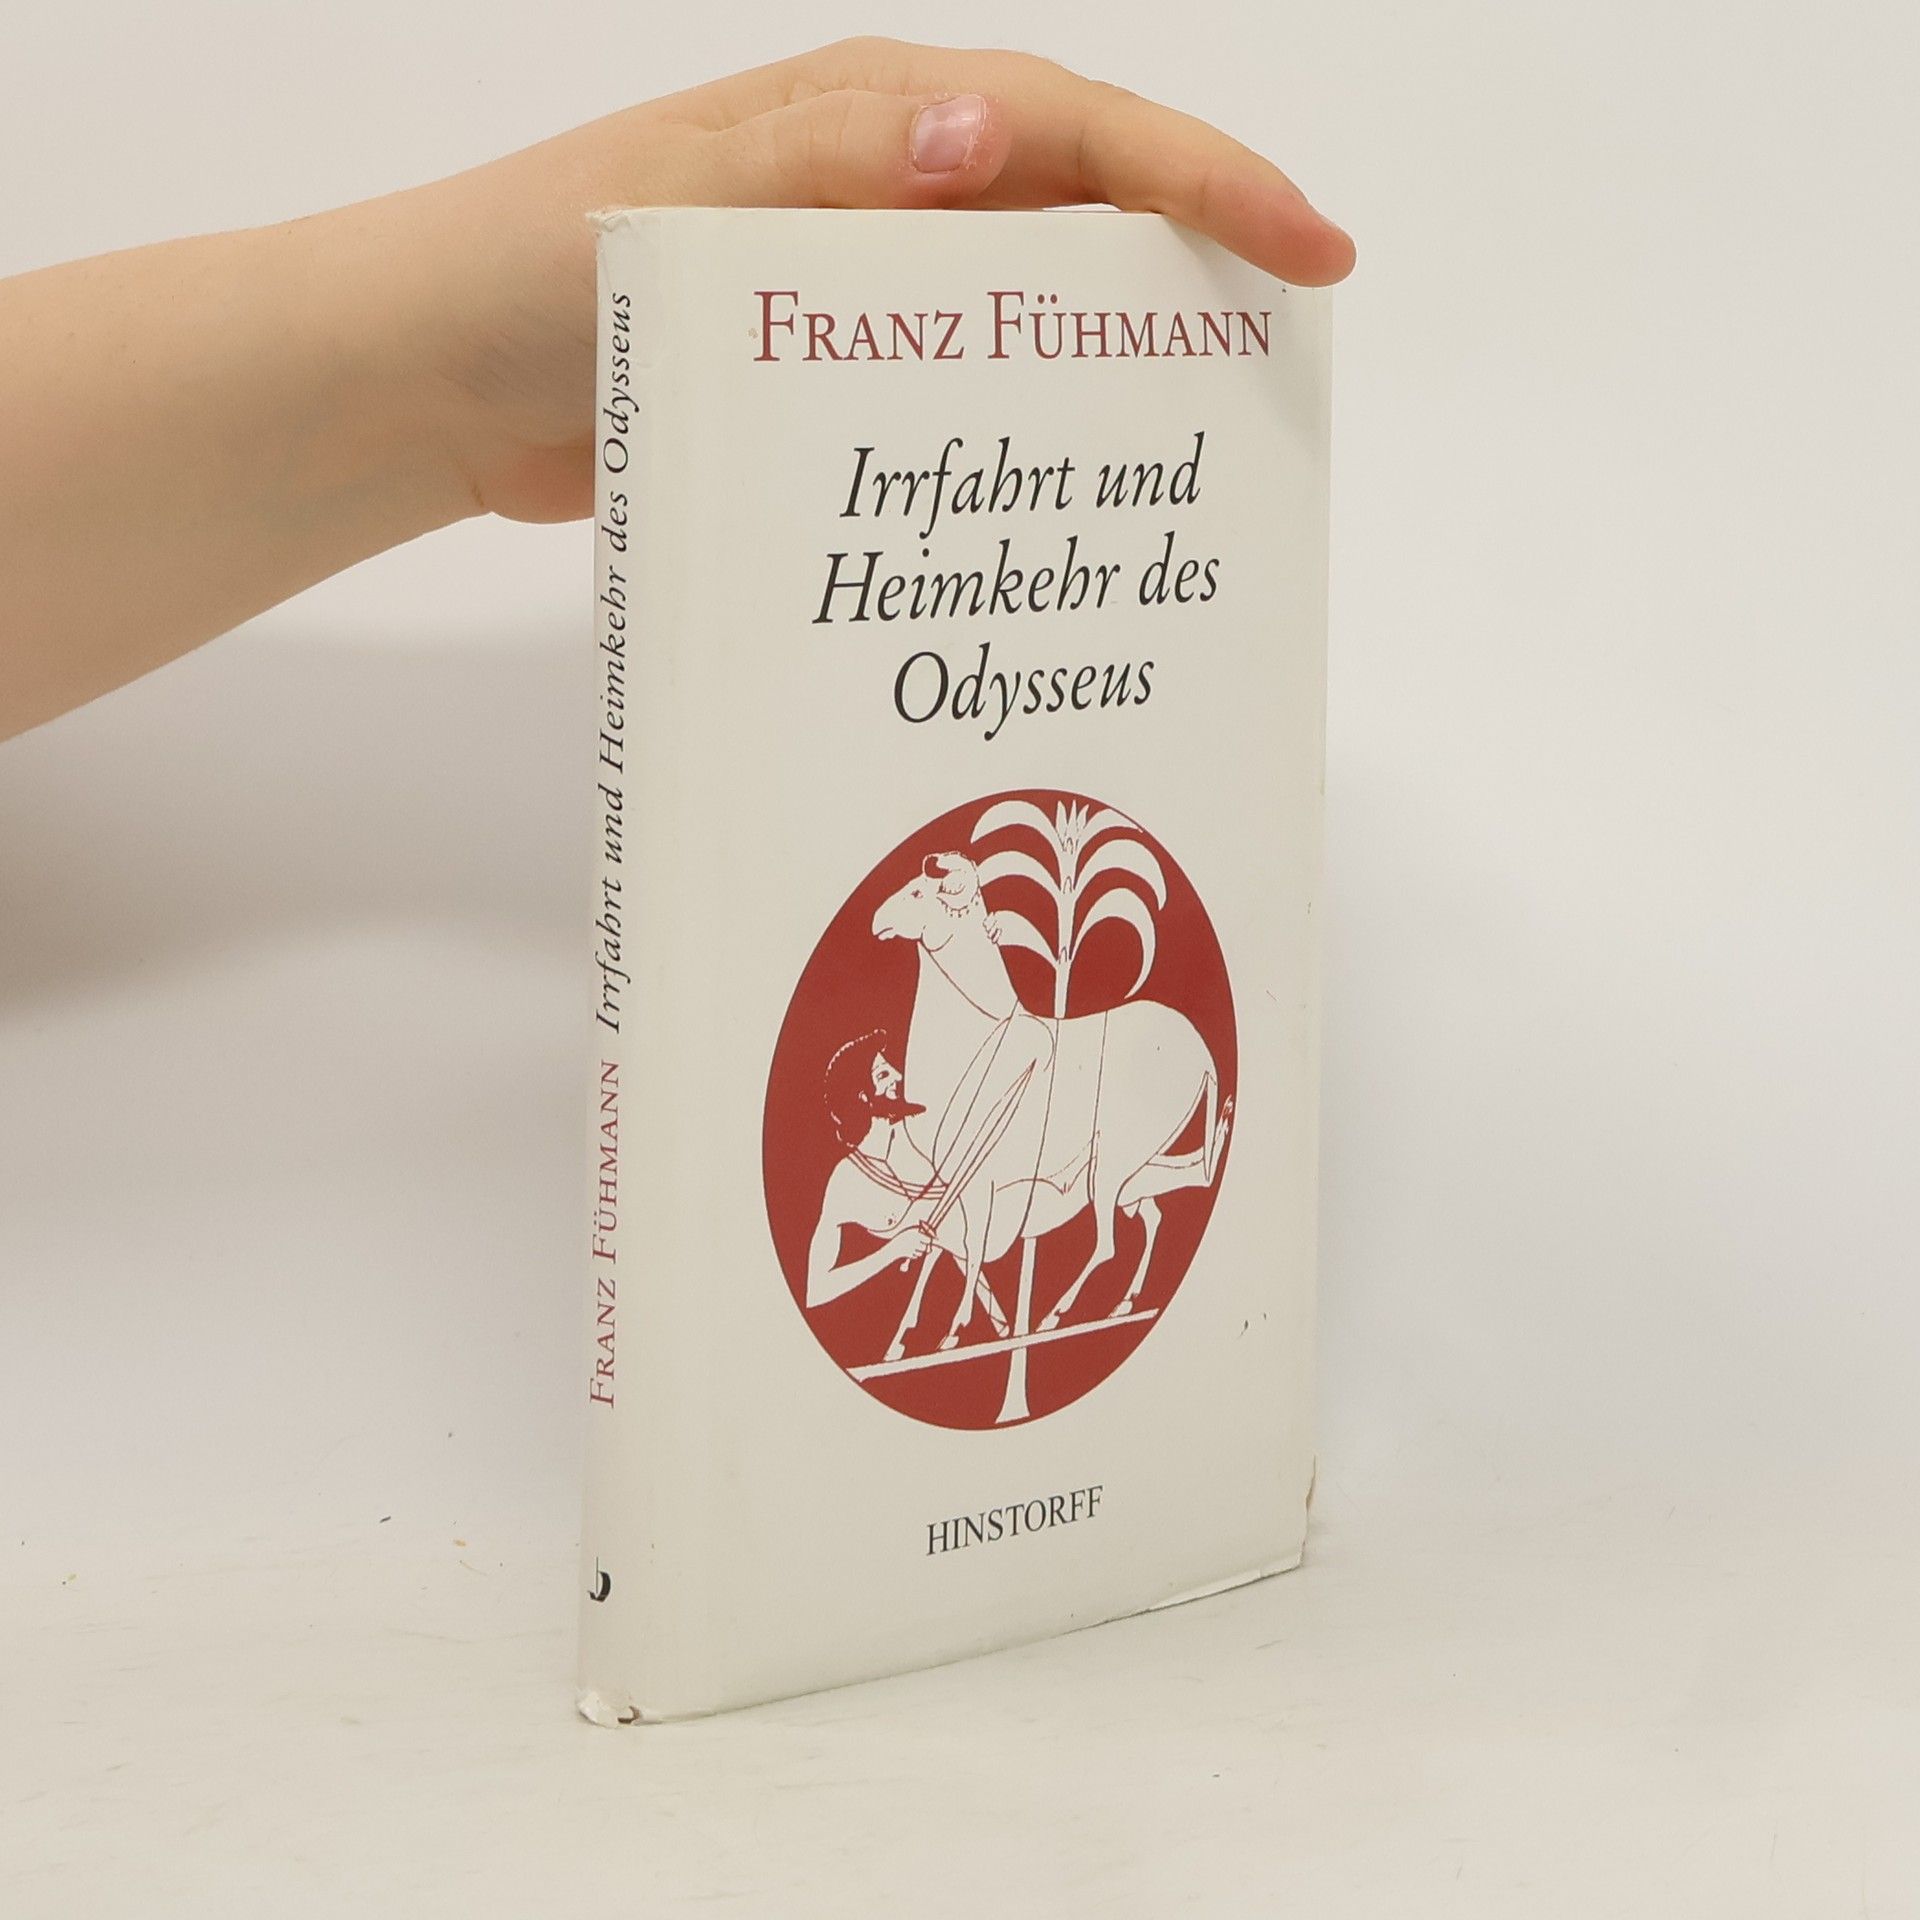 FRANZ FÜHMANN
Irrfahrt und
Heimkehr des
Odysseus
HINSTORFF
FRANZ FÜHMANN Irrfahrt und Heimkehr des Odysseus